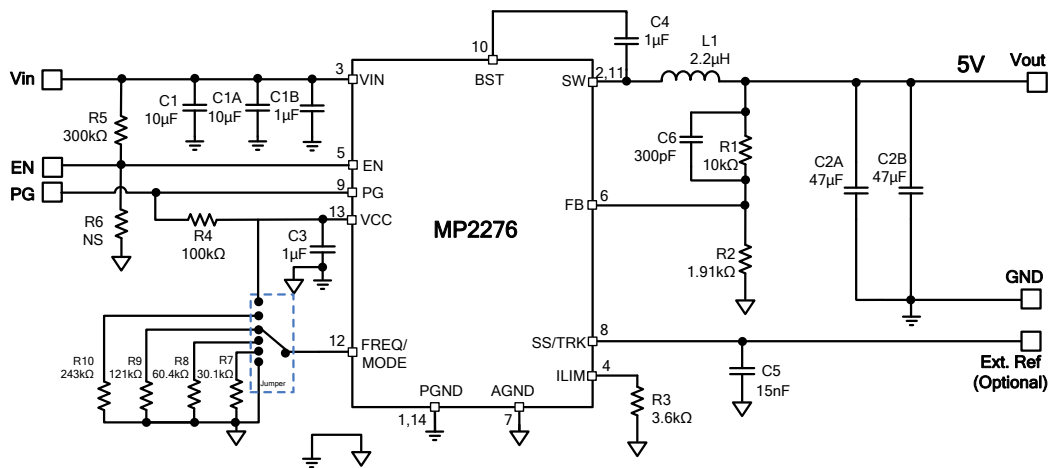 C4
1µF
10
BST
L1
2.2µH
Vin
3
VIN
SW
2,11
5V
Vout
C1
10µF
C1A
10µF
C1B
1µF
R5
300kΩ
C6
300pF
R1
10kΩ
C2A
47µF
C2B
47µF
EN
5
EN
PG
9
PG
FB
6
13
VCC
R6
NS
R4
100kΩ
C3
1µF
MP2276
R2
1.91kΩ
GND
12
FREQ/
MODE
SS/TRK
8
Ext. Ref
(Optional)
R10
243kΩ
R9
121kΩ
R8
60.4kΩ
R7
30.1kΩ
Jumper
ILIM
4
C5
15nF
R3
3.6kΩ
PGND
AGND
1,14
7